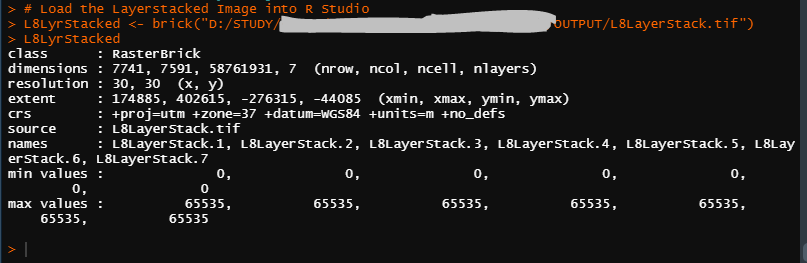 > # Load the Layerstacked Image into R Studio
> L8LyrStacked <- brick("D:/STUDY/ OUTPUT/L8LayerStack.tif")
> L8LyrStacked
class : RasterBrick
dimensions : 7741, 7591, 58761931, 7 (nrow, ncol, ncell, nlayers)
resolution : 30, 30 (x, y)
extent : 174885, 402615, -276315, -44085 (xmin, xmax, ymin, ymax)
crs : +proj=utm +zone=37 +datum=WGS84 +units=m +no_defs
source : L8LayerStack.tif
names : L8LayerStack.1, L8LayerStack.2, L8LayerStack.3, L8LayerStack.4, L8LayerStack.5, L8Lay
erStack.6, L8LayerStack.7
min values : 0, 0, 0, 0, 0,
0, 0
max values : 65535, 65535, 65535, 65535, 65535,
65535, 65535
>